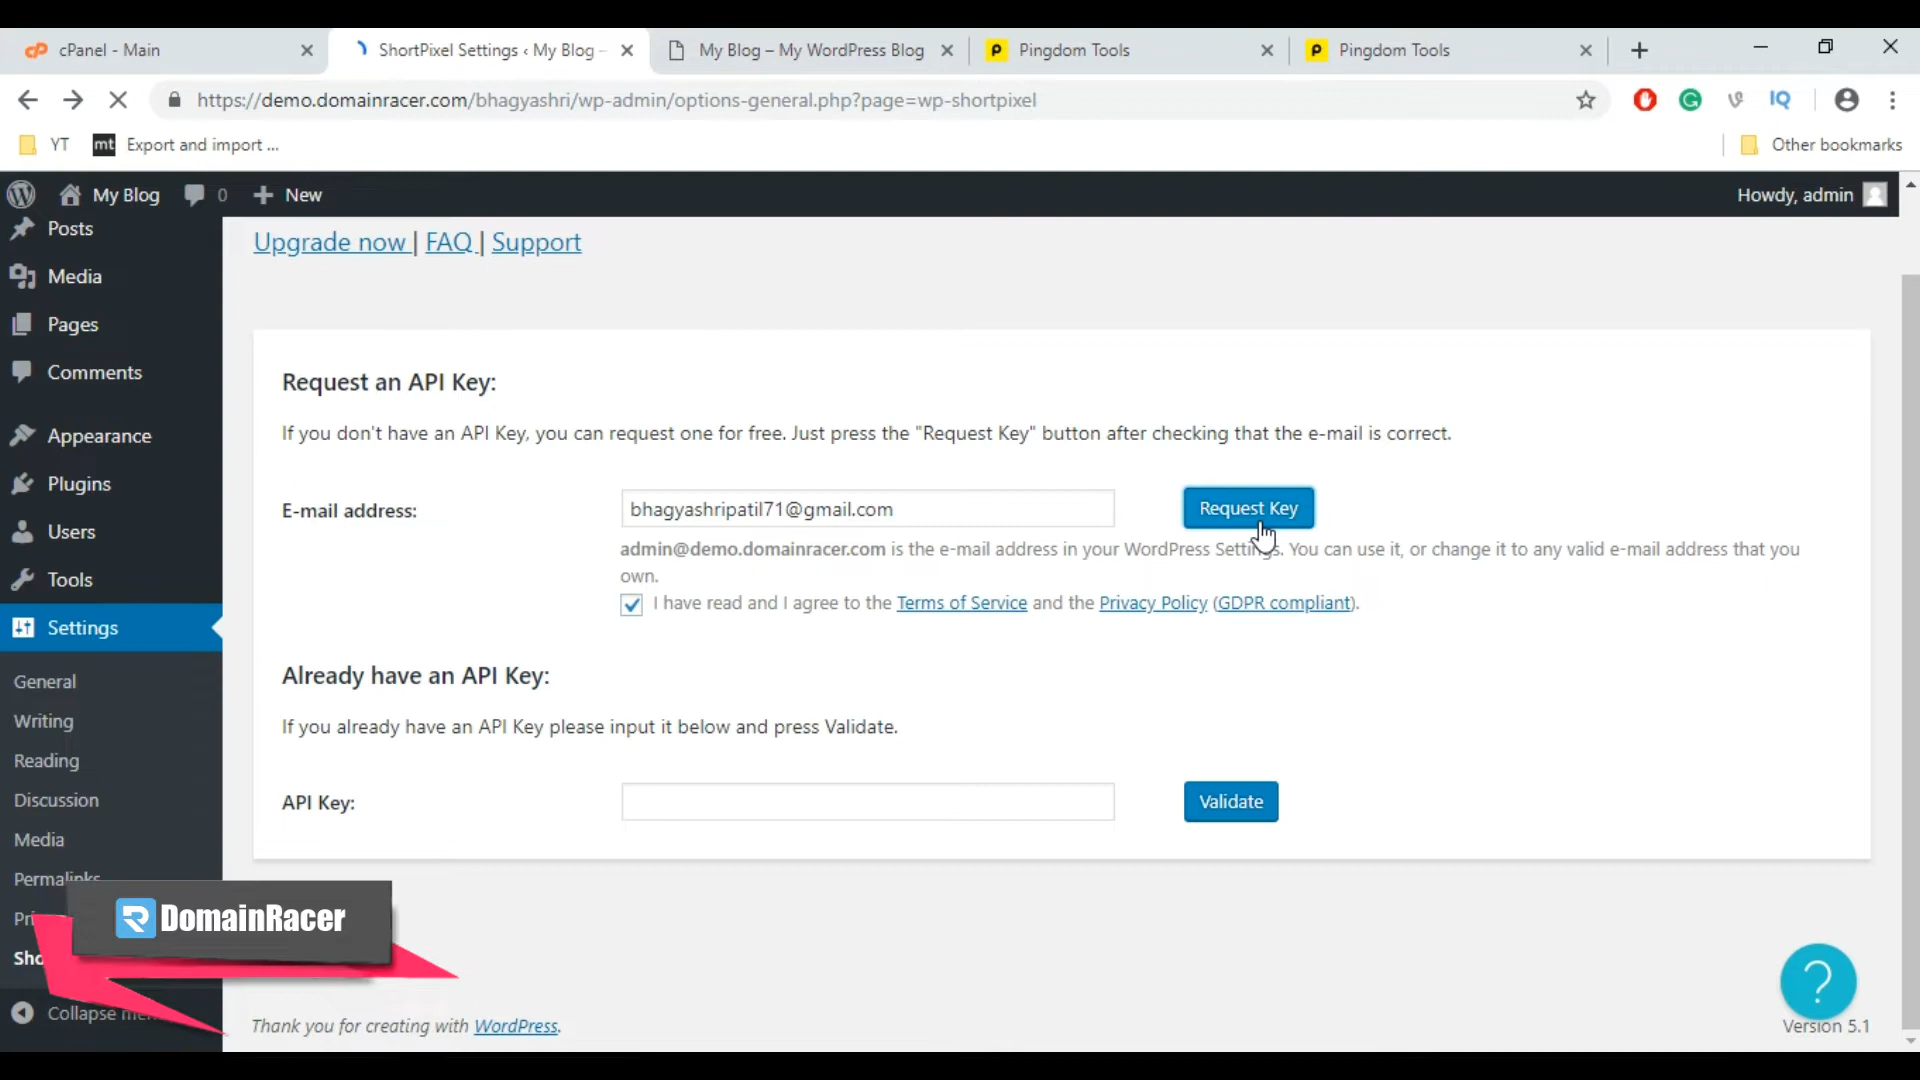 cPanel - Main
ShortPixel Settings ‹ My Blog –
My Blog – My WordPress Blog
Pingdom Tools
Pingdom Tools
https://demo.domainracer.com/bhagyashri/wp-admin/options-general.php?page=wp-shortpixel
YT
mt Export and import ...
Other bookmarks
My Blog
0
New
Howdy, admin
Posts
Media
Pages
Comments
Appearance
Plugins
Users
Tools
Settings
General
Writing
Reading
Discussion
Media
Permalinks
Pri
Sho
Collapse me
Upgrade now | FAQ | Support
Request an API Key:
If you don't have an API Key, you can request one for free. Just press the "Request Key" button after checking that the e-mail is correct.
E-mail address:
bhagyashripatil71@gmail.com
Request Key
admin@demo.domainracer.com is the e-mail address in your WordPress Settings. You can use it, or change it to any valid e-mail address that you
own.
I have read and I agree to the Terms of Service and the Privacy Policy (GDPR compliant).
Already have an API Key:
If you already have an API Key please input it below and press Validate.
API Key:
Validate
DomainRacer
Thank you for creating with WordPress.
?
Version 5.1